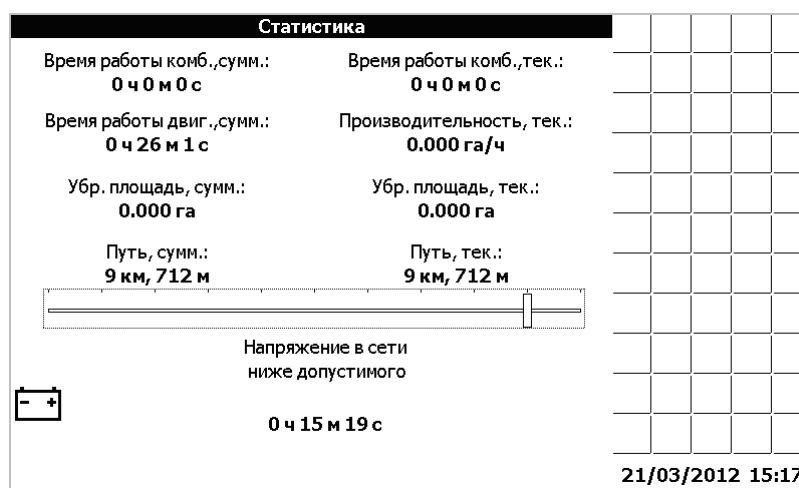 Статистика
Время работы комб.,сумм.: Время работы комб.,тек.:
0 ч 0 м 0 с 0 ч 0 м 0 с
Время работы двиг.,сумм.: Производительность, тек.:
0 ч 26 м 1 с 0.000 га/ч
Убр. площадь, сумм.: Убр. площадь, тек.:
0.000 га 0.000 га
Путь, сумм.: Путь, тек.:
9 км, 712 м 9 км, 712 м
Напряжение в сети
ниже допустимого
- +
0 ч 15 м 19 с
21/03/2012 15:17